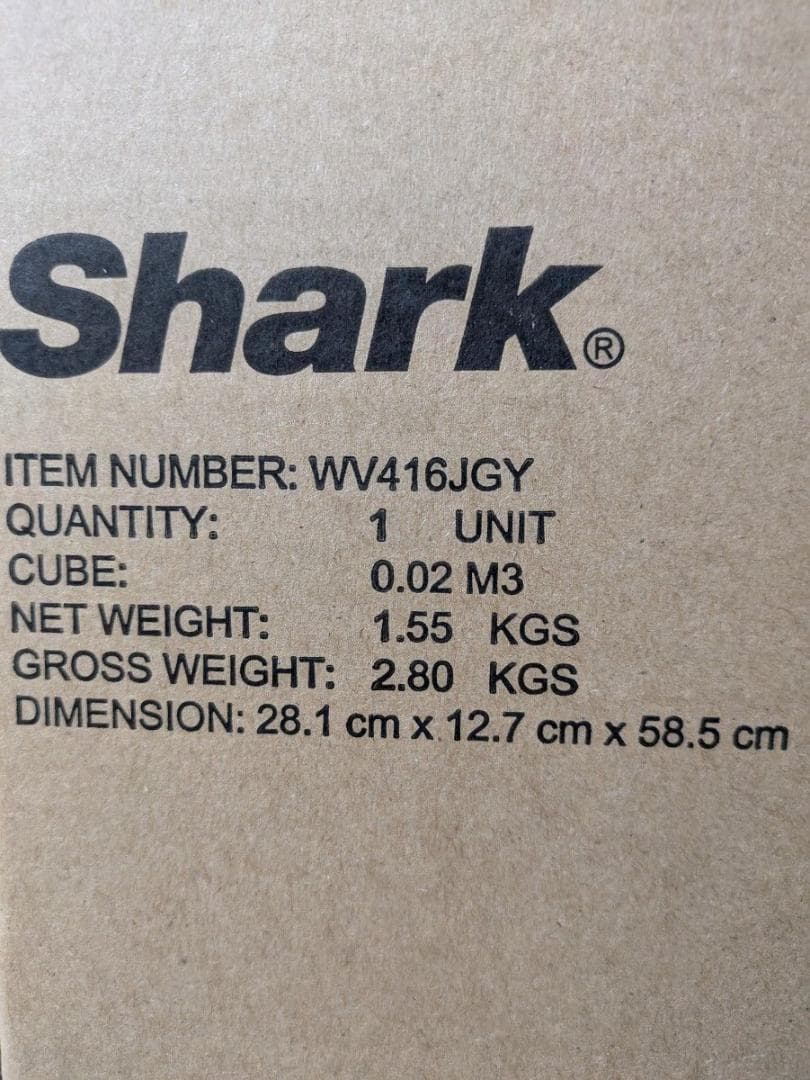 Shark®
ITEM NUMBER: WV416JGY
QUANTITY: 1 UNIT
CUBE: 0.02 M3
NET WEIGHT: 1.55 KGS
GROSS WEIGHT: 2.80 KGS
DIMENSION: 28.1 cm x 12.7 cm x 58.5 cm